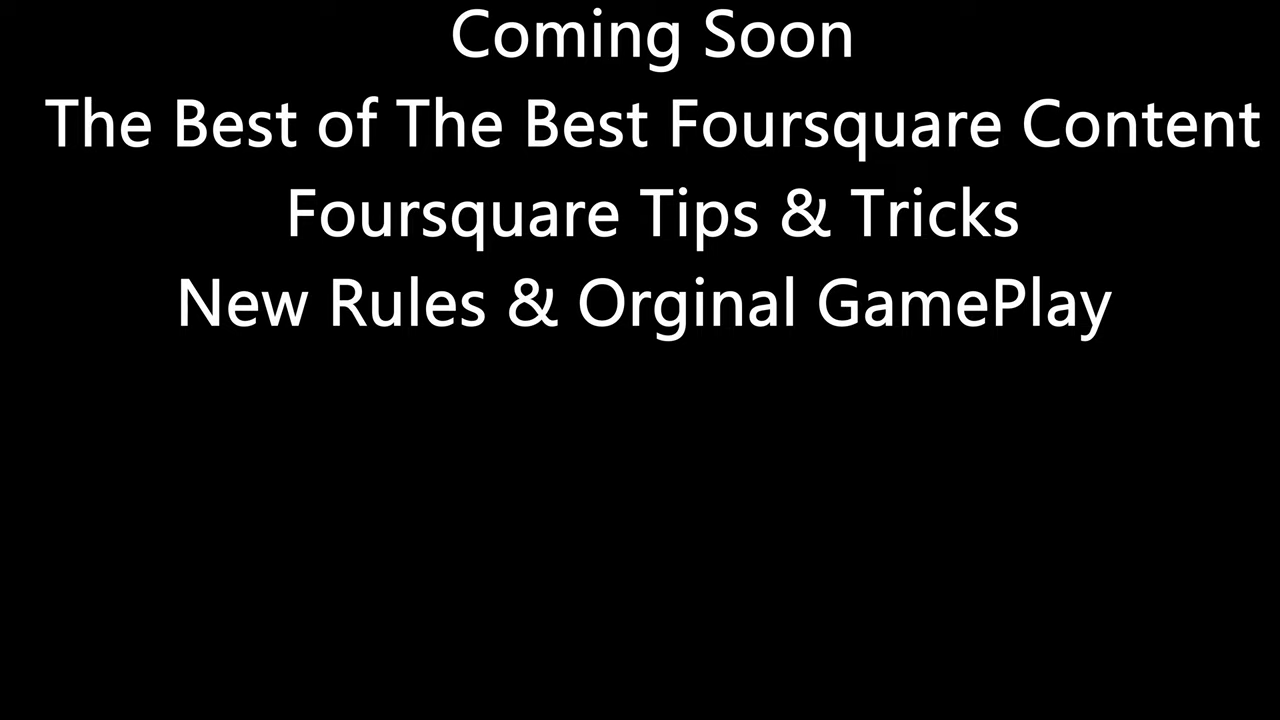 Coming Soon
The Best of The Best Foursquare Content
Foursquare Tips & Tricks
New Rules & Orginal GamePlay